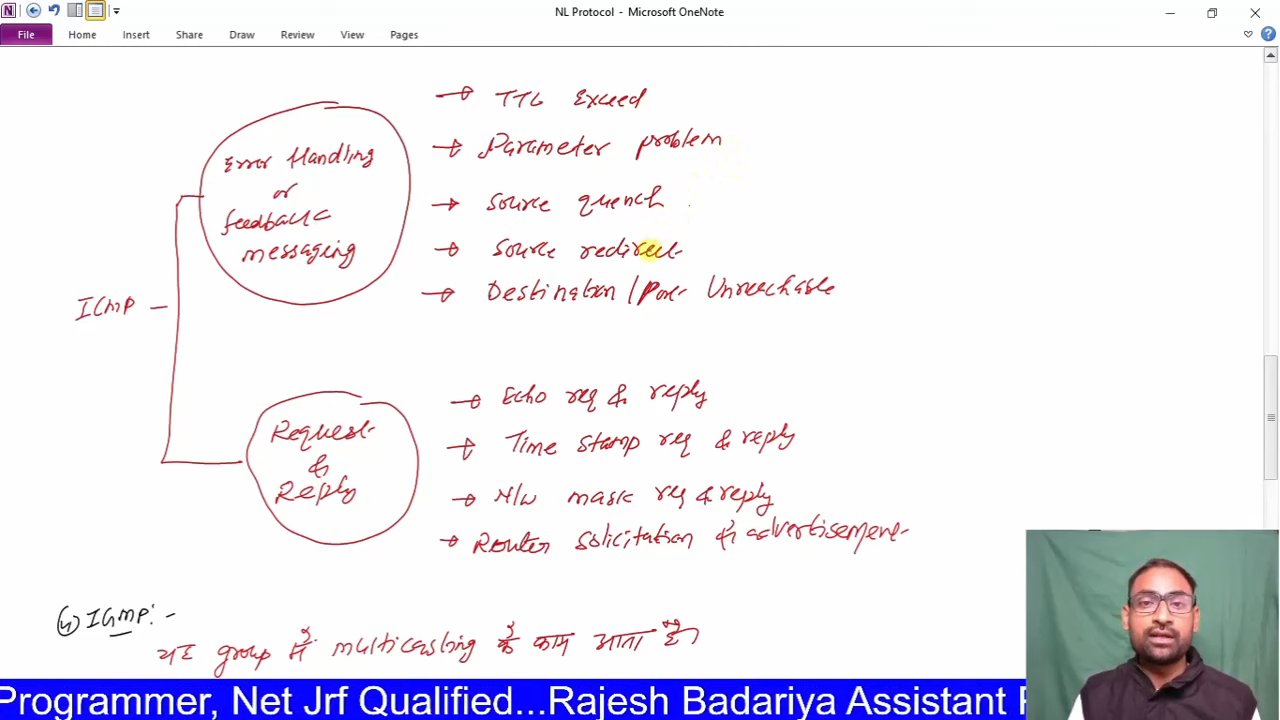 NL Protocol - Microsoft OneNote
File Home Insert Share Draw Review View Pages
→ TTL Exceed
→ Parameter problem
Error Handling
or
feedback
messaging
→ Source quench
→ Source redirect
→ Destination / Port Unreachable
ICMP
→ Echo req & reply
Request
&
Reply
→ Time stamp req & reply
→ N/W mask req & reply
→ Router solicitation & advertisement
(4) IGMP:-
यह group में multicasting के काम आता है।
Programmer, Net Jrf Qualified...Rajesh Badariya Assistant